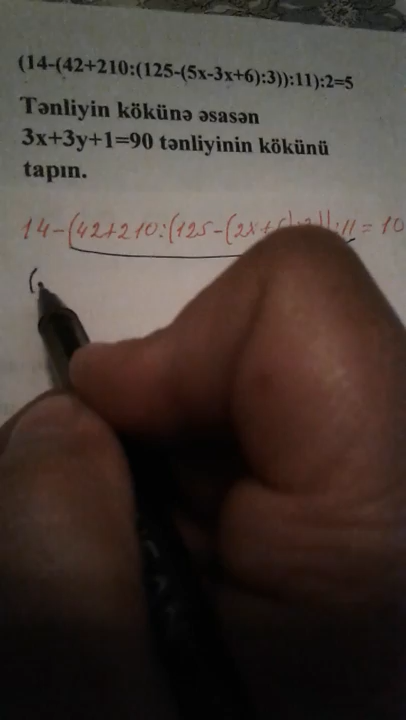 (14-(42+210:(125-(5x-3x+6):3)):11):2=5
Tənliyin kökünə əsasən
3x+3y+1=90 tənliyinin kökünü
tapın.
14-(42+210:(125-(2x+6):3)):11=10
(